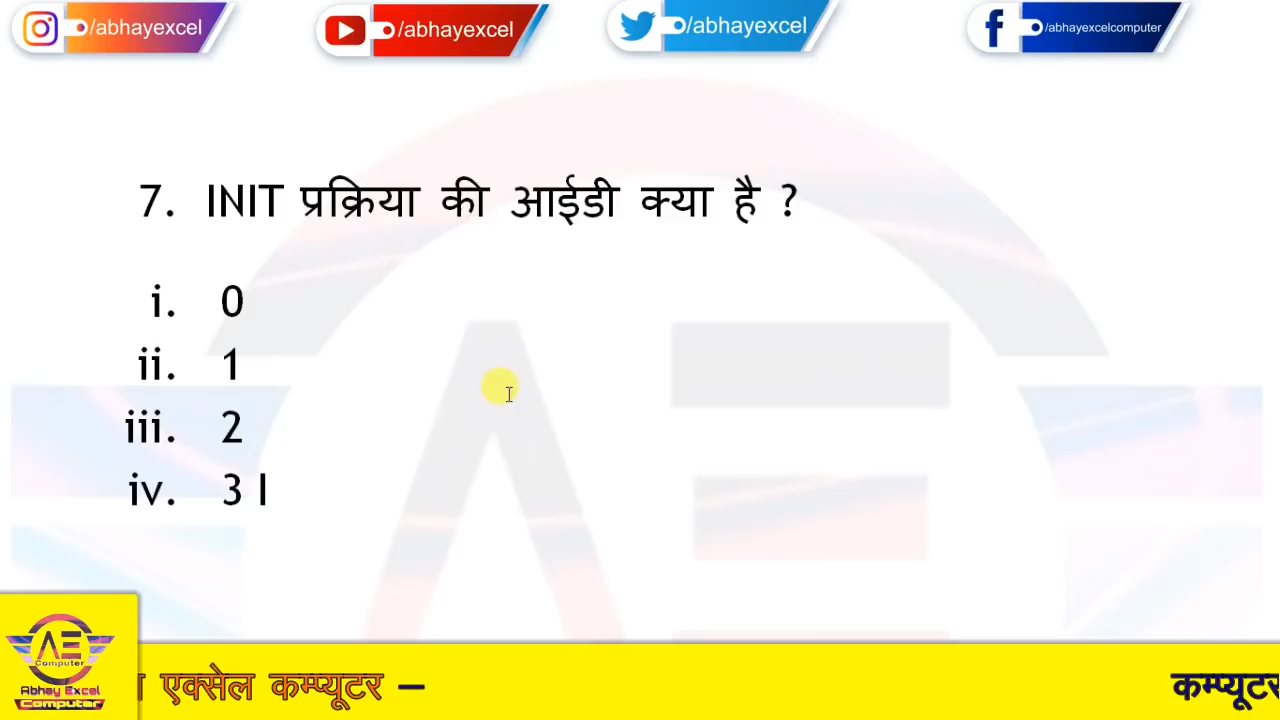 /abhayexcel
/abhayexcel
/abhayexcel
/abhayexcelcomputer
7. INIT प्रक्रिया की आईडी क्या है ?
i. 0
ii. 1
iii. 2
iv. 3 l
AE
Computer
Abhay Excel
Computer
एक्सेल कम्प्यूटर –
कम्प्यूटर